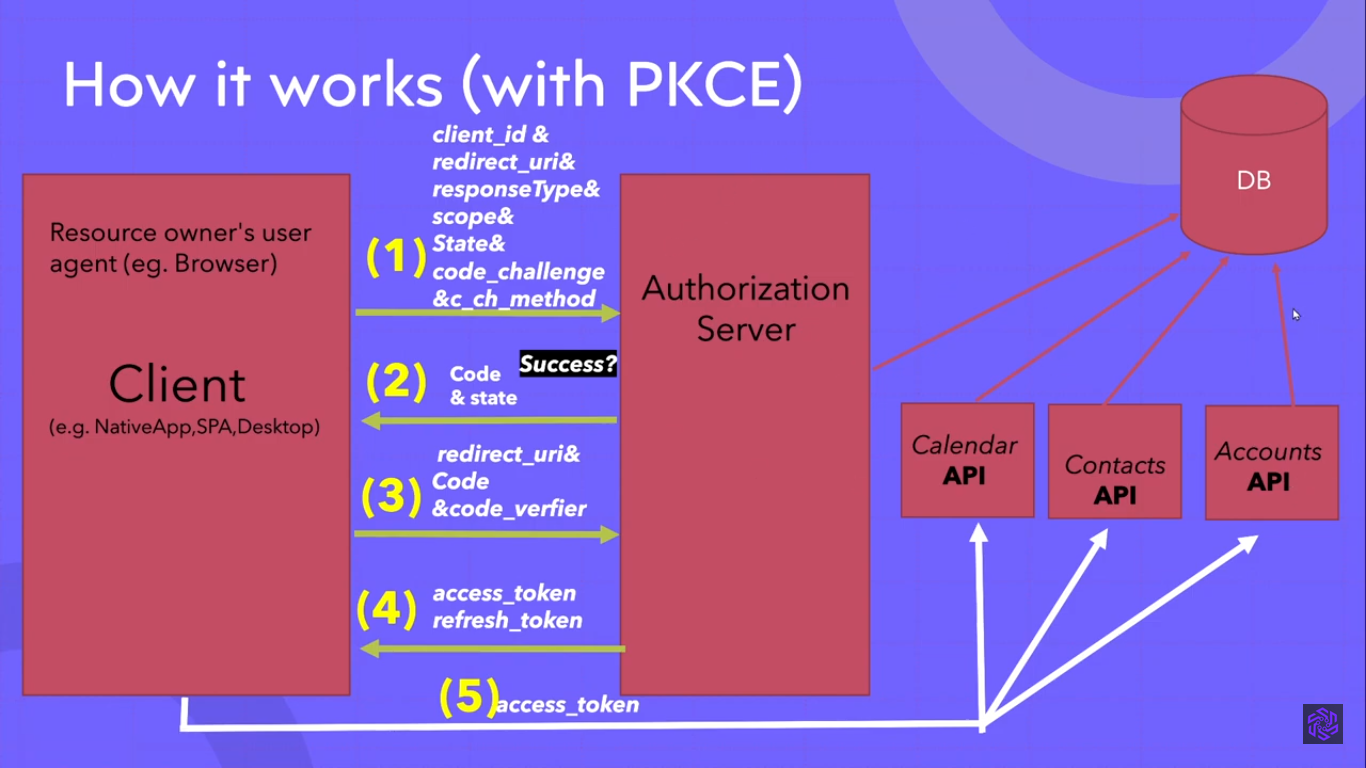 How it works (with PKCE)
client_id &
redirect_uri&
responseType&
scope&
State&
code_challenge
&c_ch_method
(1)
Resource owner's user
agent (eg. Browser)
Client
(e.g. NativeApp,SPA,Desktop)
Authorization
Server
(2)
Code
& state
Success?
(3)
redirect_uri&
Code
&code_verfier
(4)
access_token
refresh_token
(5)
access_token
DB
Calendar
API
Contacts
API
Accounts
API